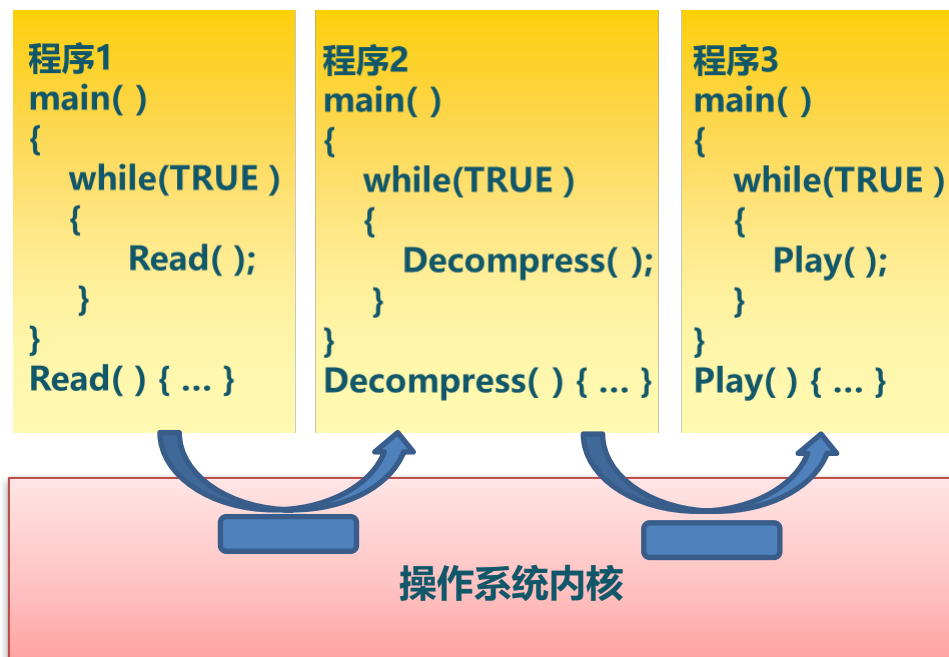 程序1
main( )
{
while(TRUE )
{
Read( );
}
}
Read( ) { ... }
程序2
main( )
{
while(TRUE )
{
Decompress( );
}
}
Decompress( ) { ... }
程序3
main( )
{
while(TRUE )
{
Play( );
}
}
Play( ) { ... }
操作系统内核